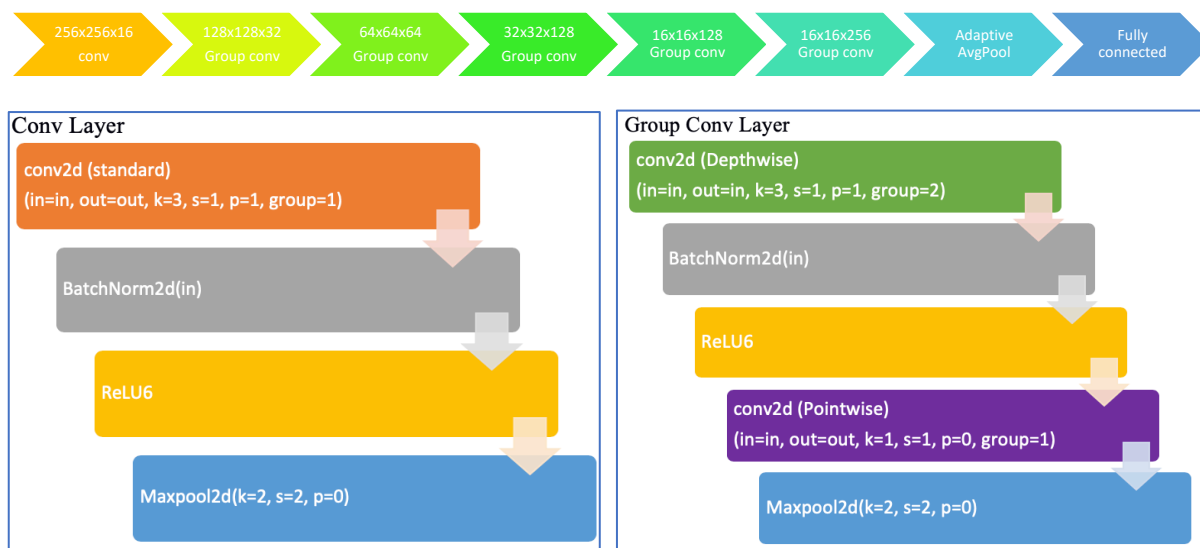 256x256x16
conv
128x128x32
Group conv
64x64x64
Group conv
32x32x128
Group conv
16x16x128
Group conv
16x16x256
Group conv
Adaptive
AvgPool
Fully
connected
Conv Layer
conv2d (standard)
(in=in, out=out, k=3, s=1, p=1, group=1)
BatchNorm2d(in)
ReLU6
Maxpool2d(k=2, s=2, p=0)
Group Conv Layer
conv2d (Depthwise)
(in=in, out=in, k=3, s=1, p=1, group=2)
BatchNorm2d(in)
ReLU6
conv2d (Pointwise)
(in=in, out=out, k=1, s=1, p=0, group=1)
Maxpool2d(k=2, s=2, p=0)